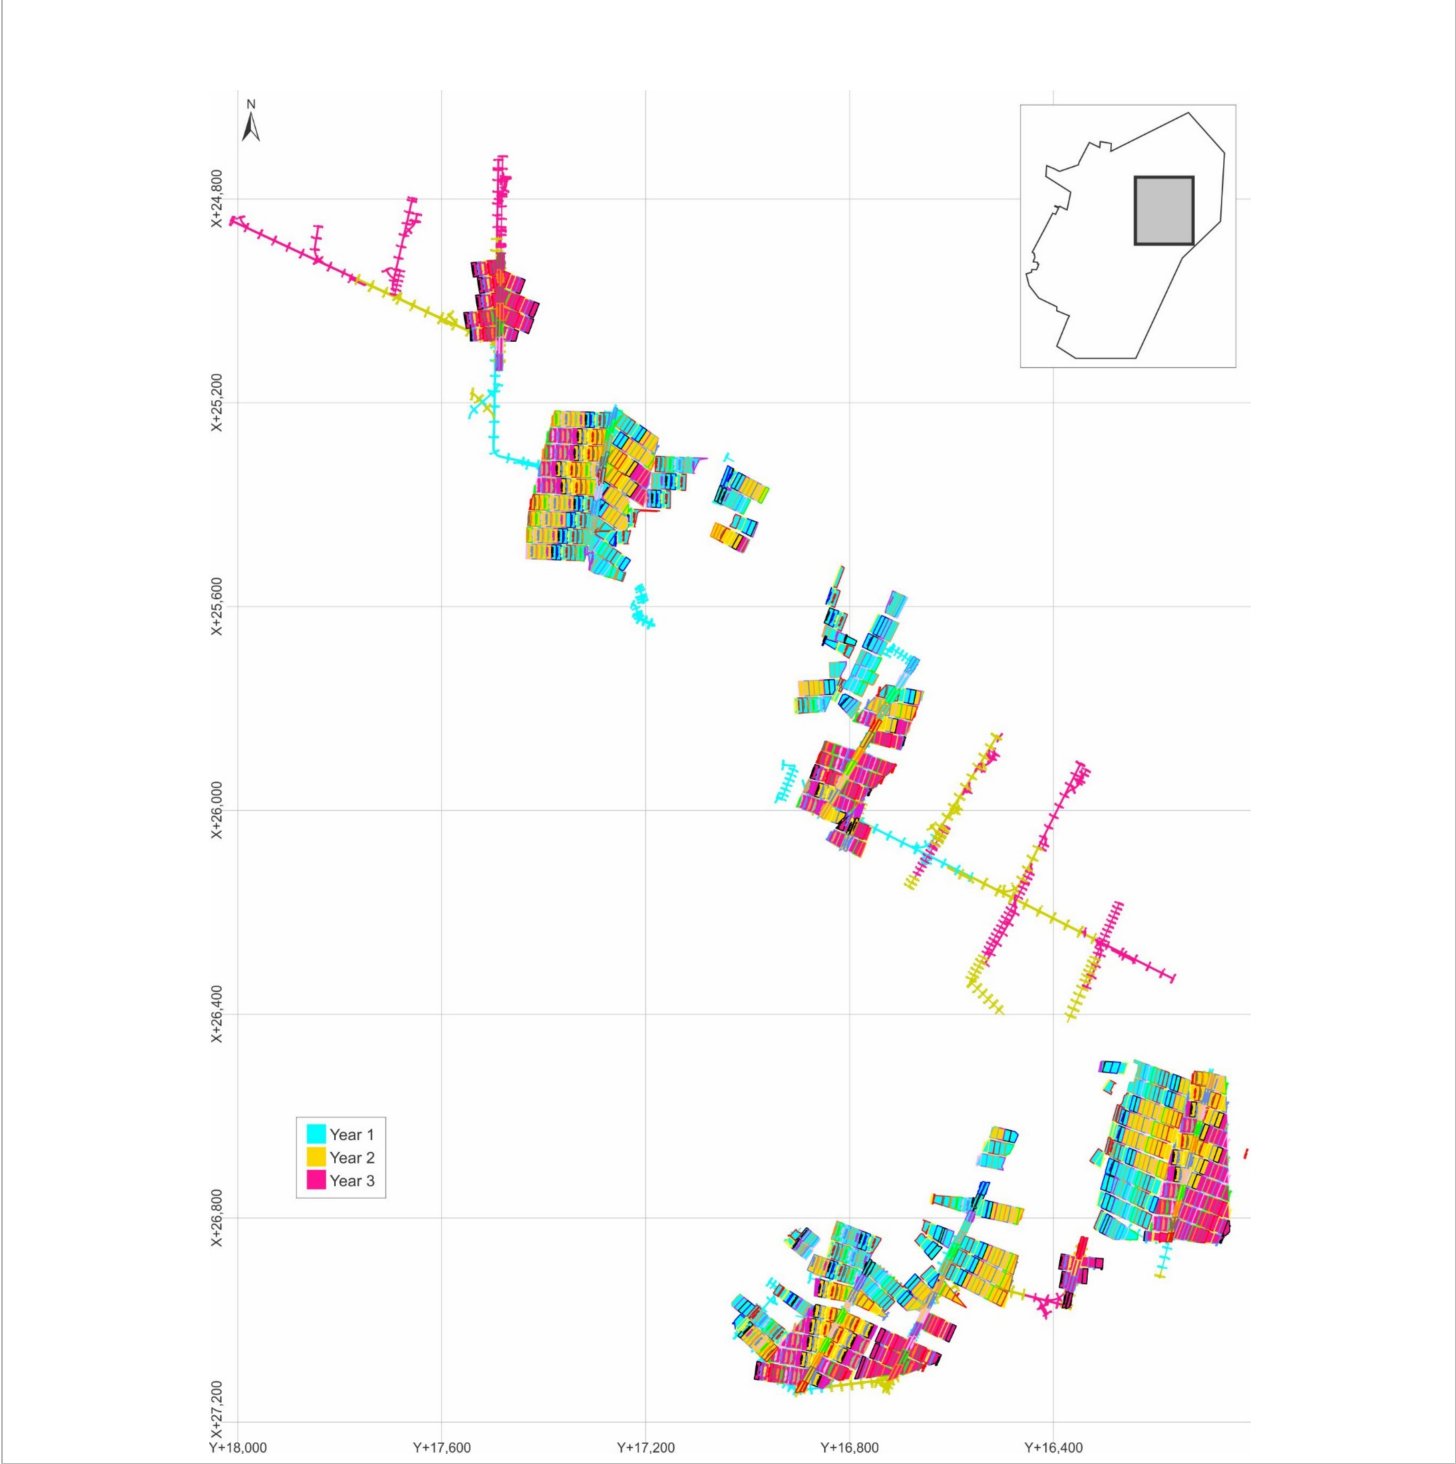 N
X+24,800
X+25,200
X+25,600
X+26,000
X+26,400
X+26,800
X+27,200
Year 1
Year 2
Year 3
Y+18,000 Y+17,600 Y+17,200 Y+16,800 Y+16,400